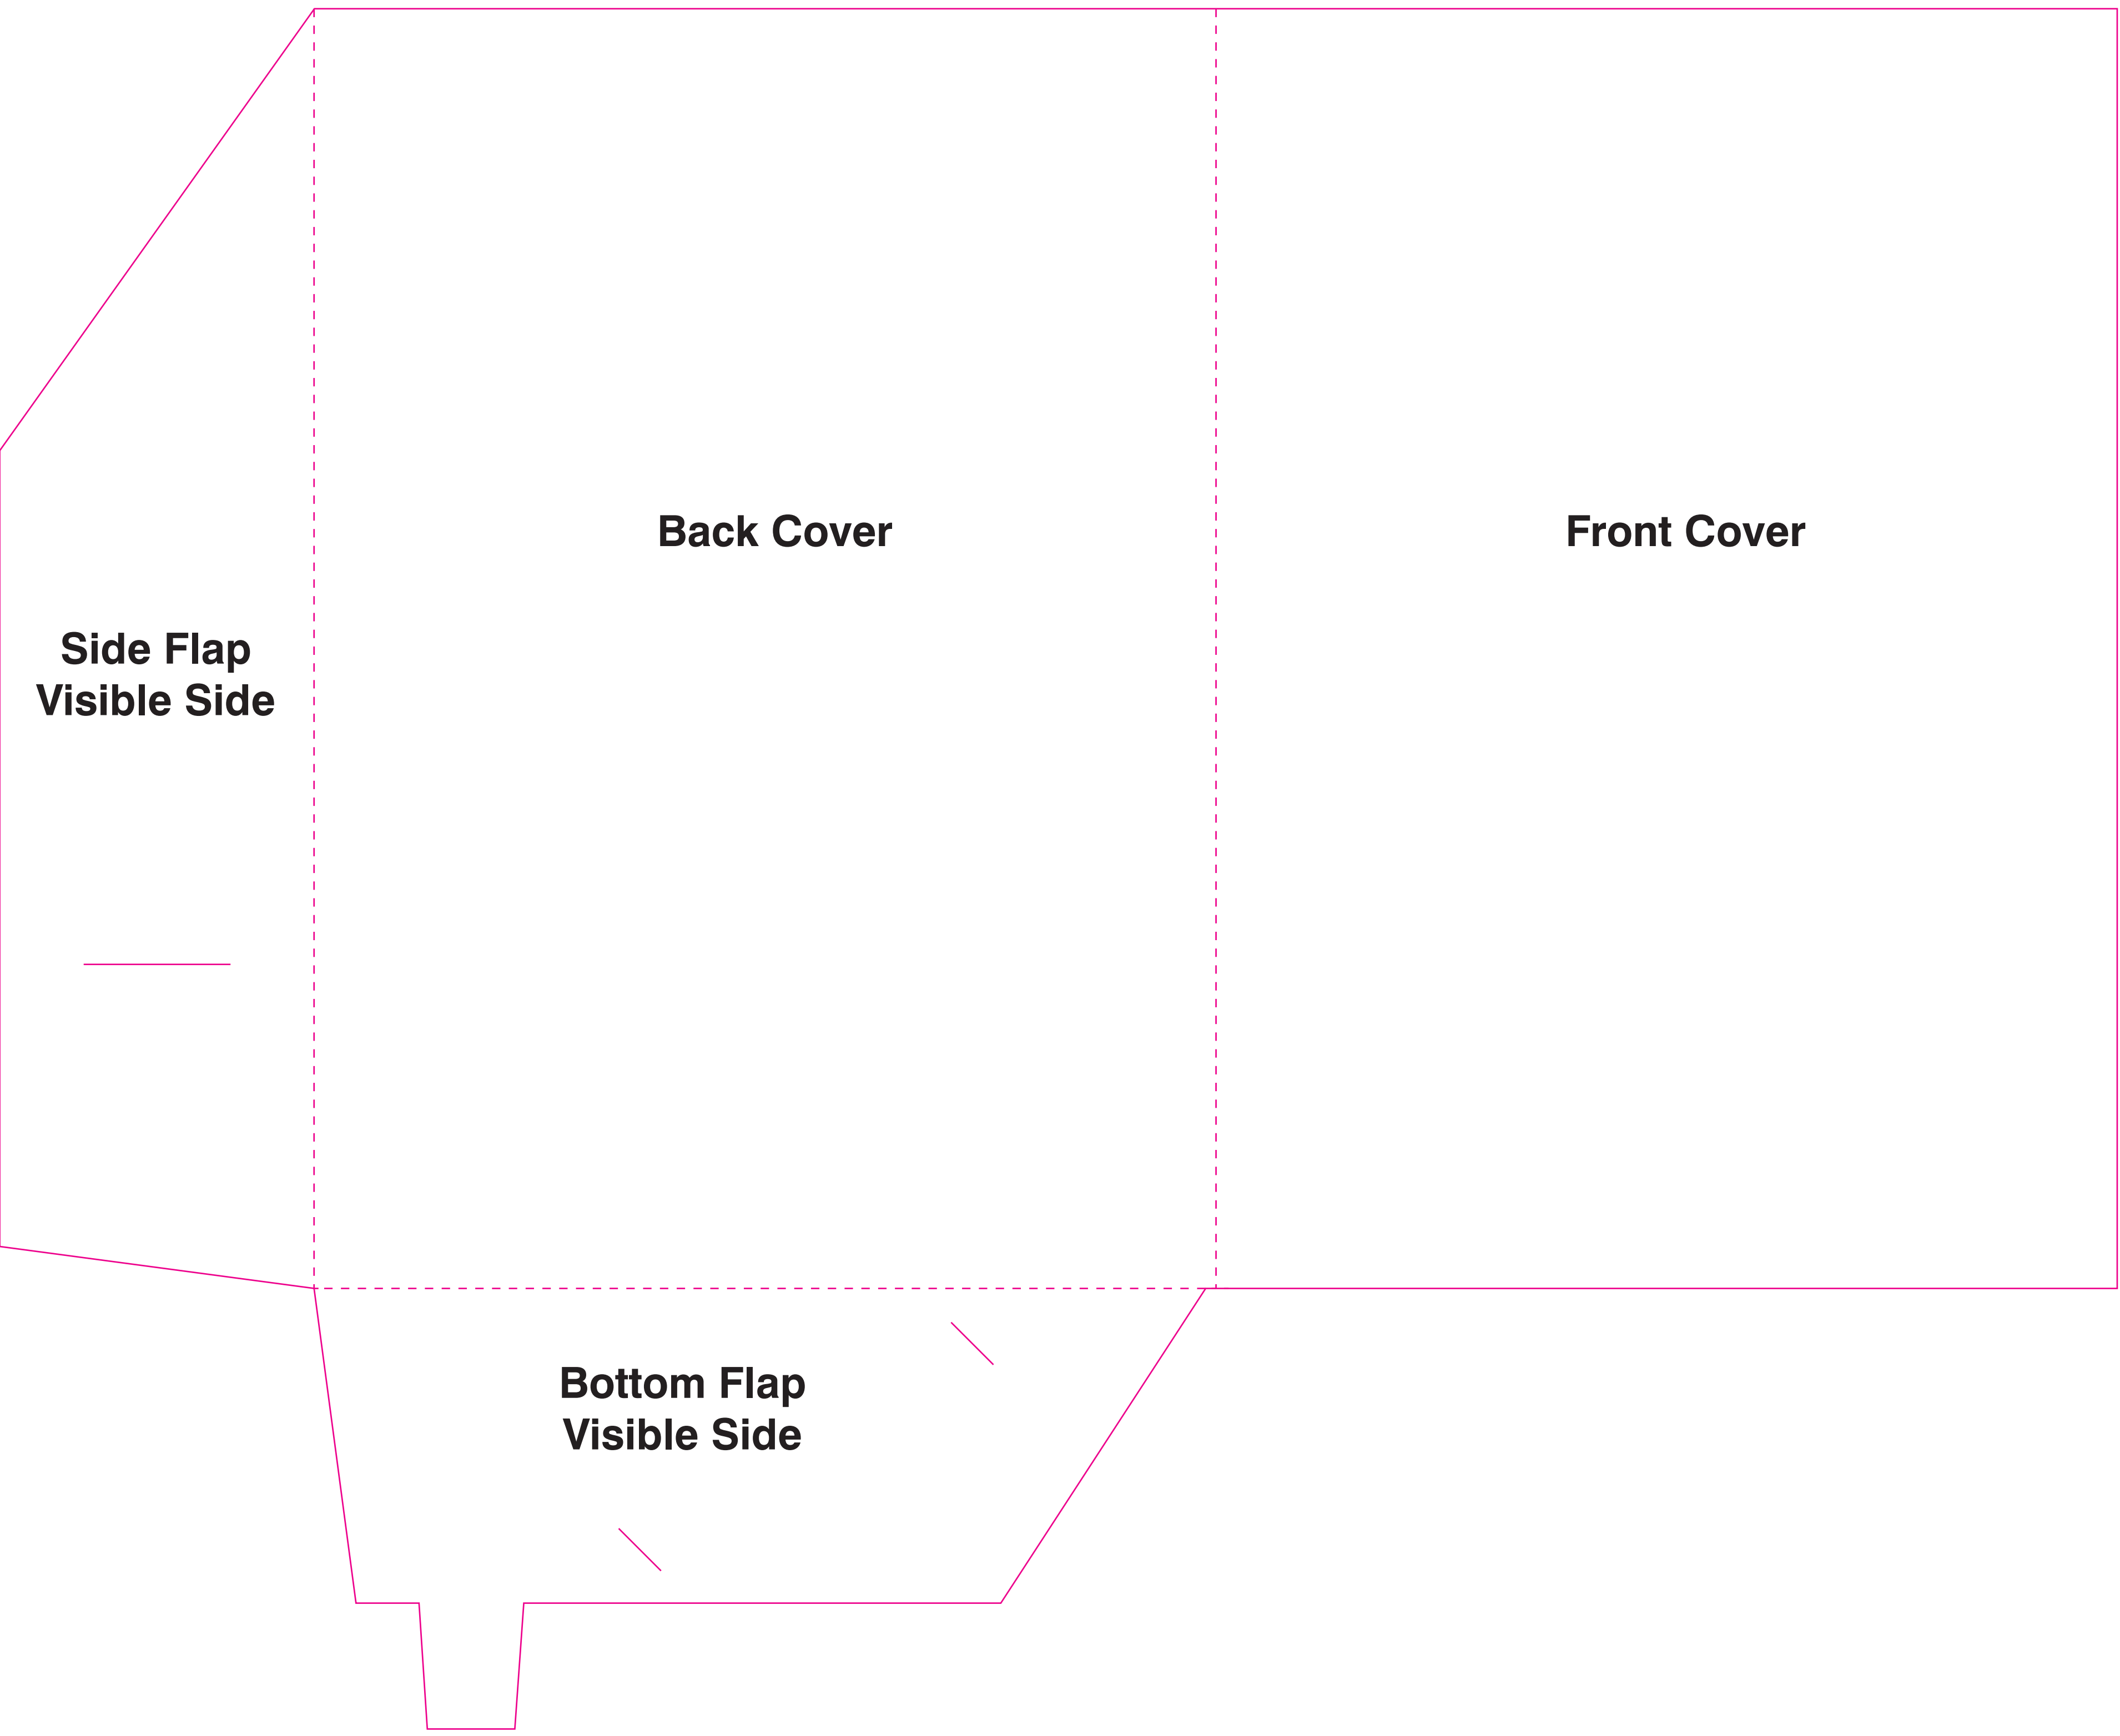 Back Cover
Front Cover
Side Flap
Visible Side
Bottom Flap
Visible Side